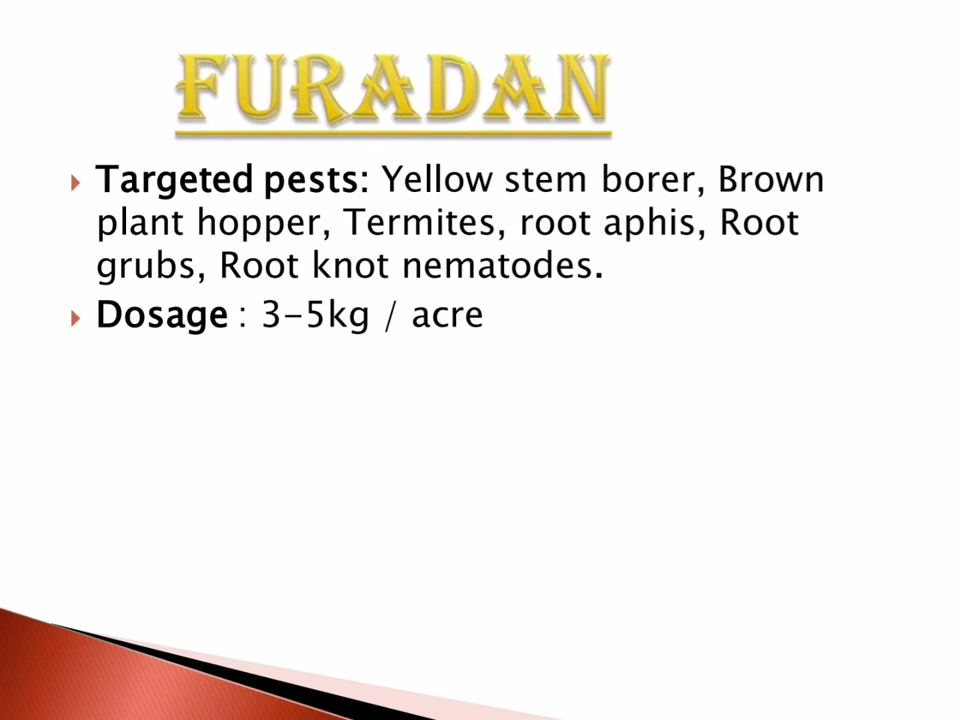 FURADAN
Targeted pests: Yellow stem borer, Brown
plant hopper, Termites, root aphis, Root
grubs, Root knot nematodes.
Dosage : 3-5kg / acre